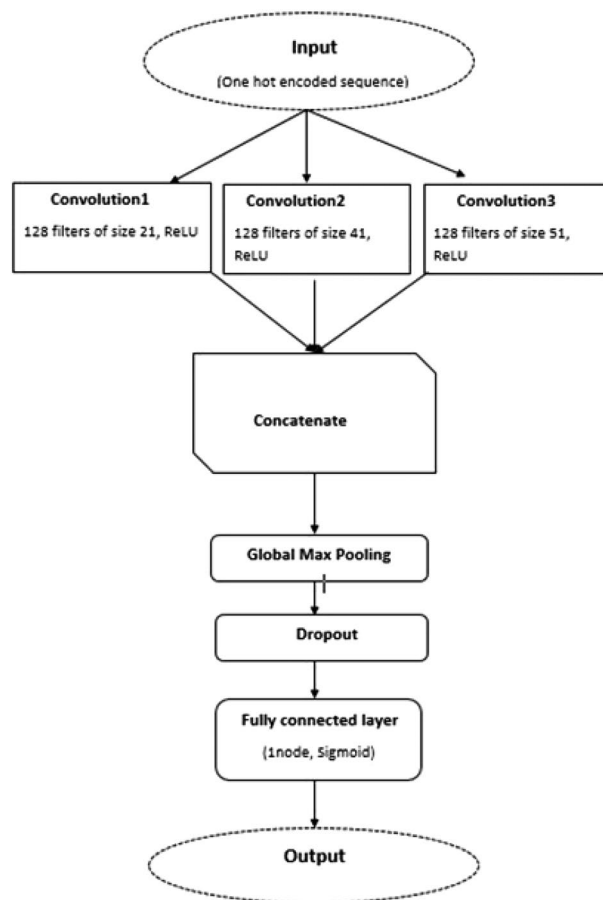 Input
(One hot encoded sequence)
Convolution1
128 filters of size 21, ReLU
Convolution2
128 filters of size 41,
ReLU
Convolution3
128 filters of size 51,
ReLU
Concatenate
Global Max Pooling
Dropout
Fully connected layer
(1node, Sigmoid)
Output